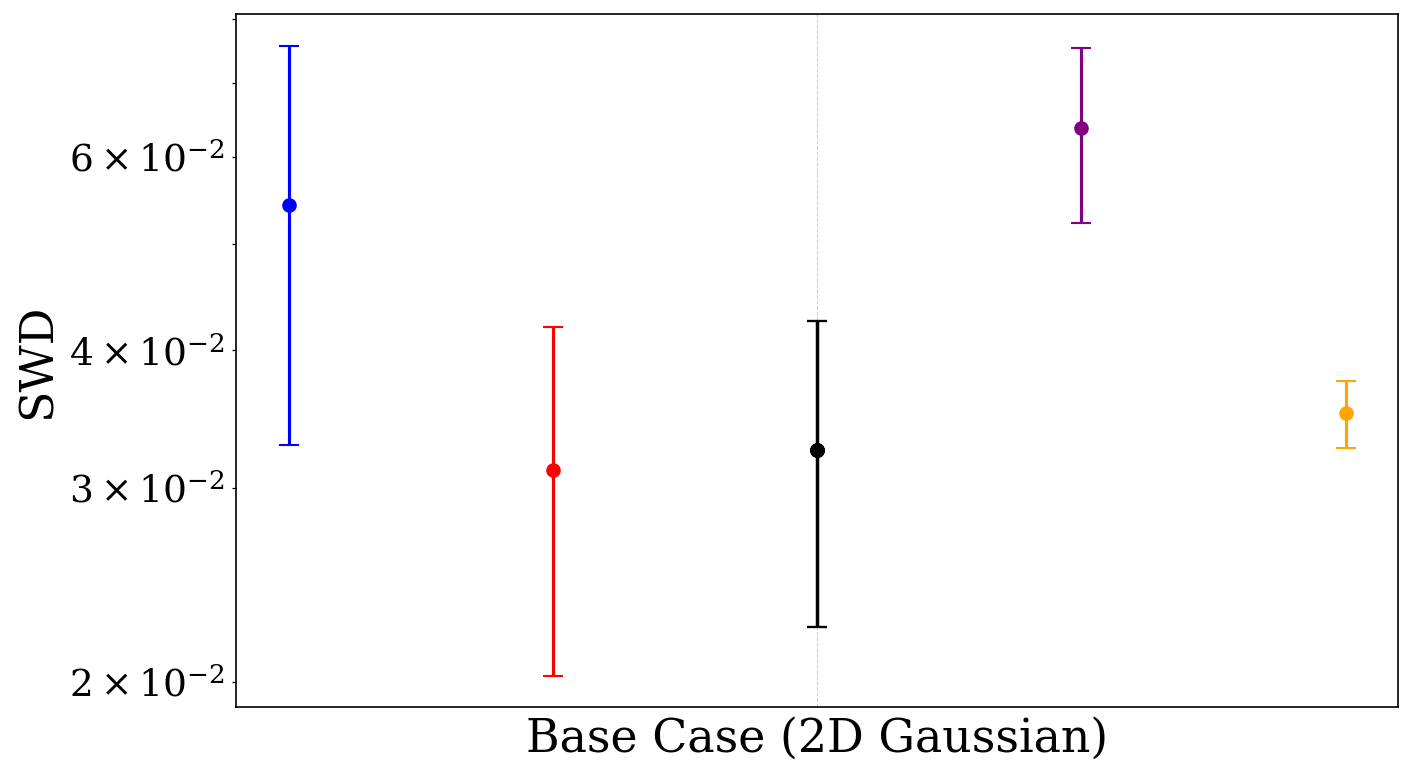 SWD
6 × 10⁻²
4 × 10⁻²
3 × 10⁻²
2 × 10⁻²
Base Case (2D Gaussian)